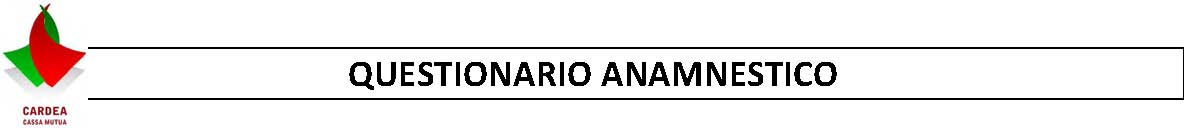 QUESTIONARIO ANAMNESTICO
CARDEA
CASSA MUTUA